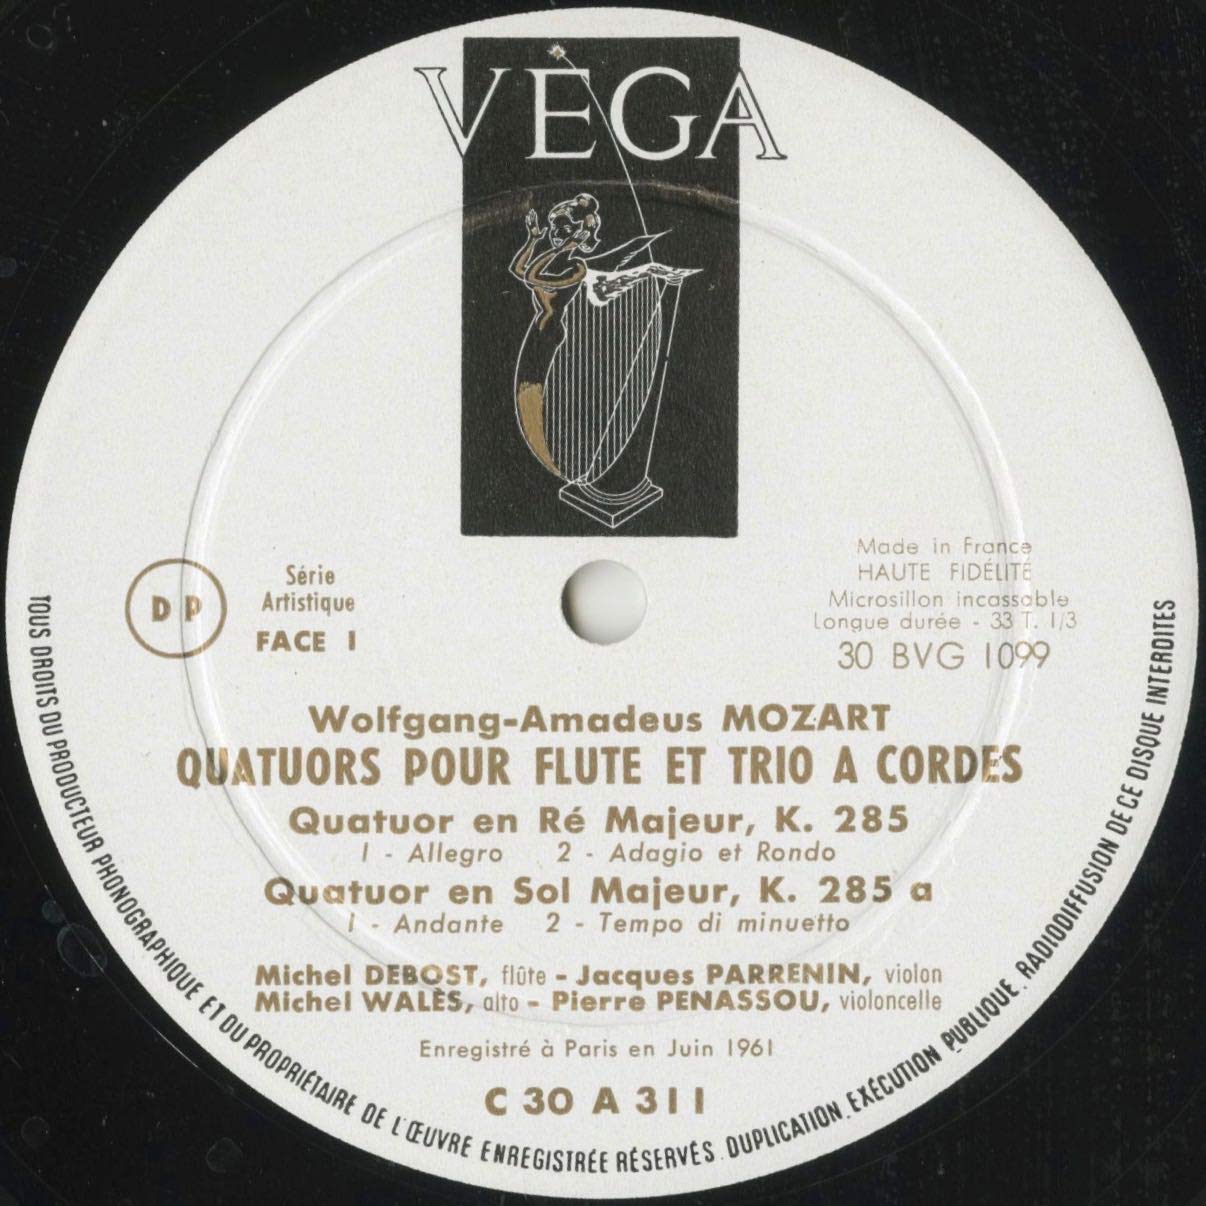 VEGA
Made in France
HAUTE FIDÉLITÉ
Microsillon incassable
Longue durée - 33 T. 1/3
30 BVG 1099
DP
Série
Artistique
FACE 1
Wolfgang-Amadeus MOZART
QUATUORS POUR FLUTE ET TRIO A CORDES
Quatuor en Ré Majeur, K. 285
1 - Allegro 2 - Adagio et Rondo
Quatuor en Sol Majeur, K. 285 a
1 - Andante 2 - Tempo di minuetto
Michel DEBOST, flûte - Jacques PARRENIN, violon
Michel WALÈS, alto - Pierre PENASSOU, violoncelle
Enregistré à Paris en Juin 1961
C 30 A 311
TOUS DROITS DU PRODUCTEUR PHONOGRAPHIQUE ET DU PROPRIÉTAIRE DE L'ŒUVRE ENREGISTRÉE RÉSERVÉS. DUPLICATION, EXÉCUTION PUBLIQUE, RADIODIFFUSION DE CE DISQUE INTERDITES